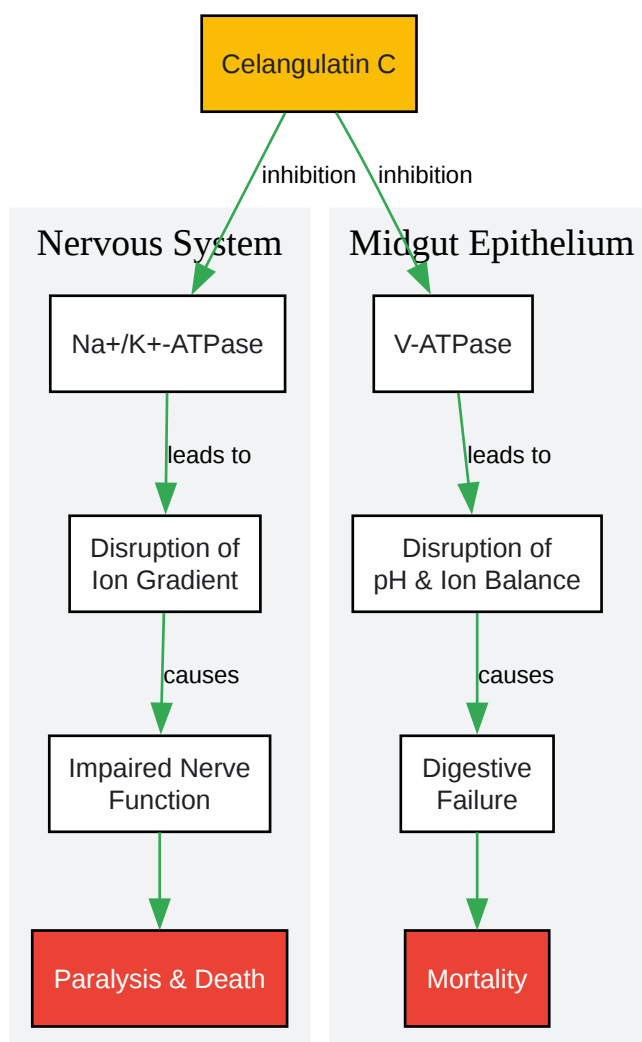 Celangulatin C
inhibition
inhibition
Nervous System
Midgut Epithelium
Na+/K+-ATPase
V-ATPase
leads to
leads to
Disruption of
Ion Gradient
Disruption of
pH & Ion Balance
causes
causes
Impaired Nerve
Function
Digestive
Failure
Paralysis & Death
Mortality